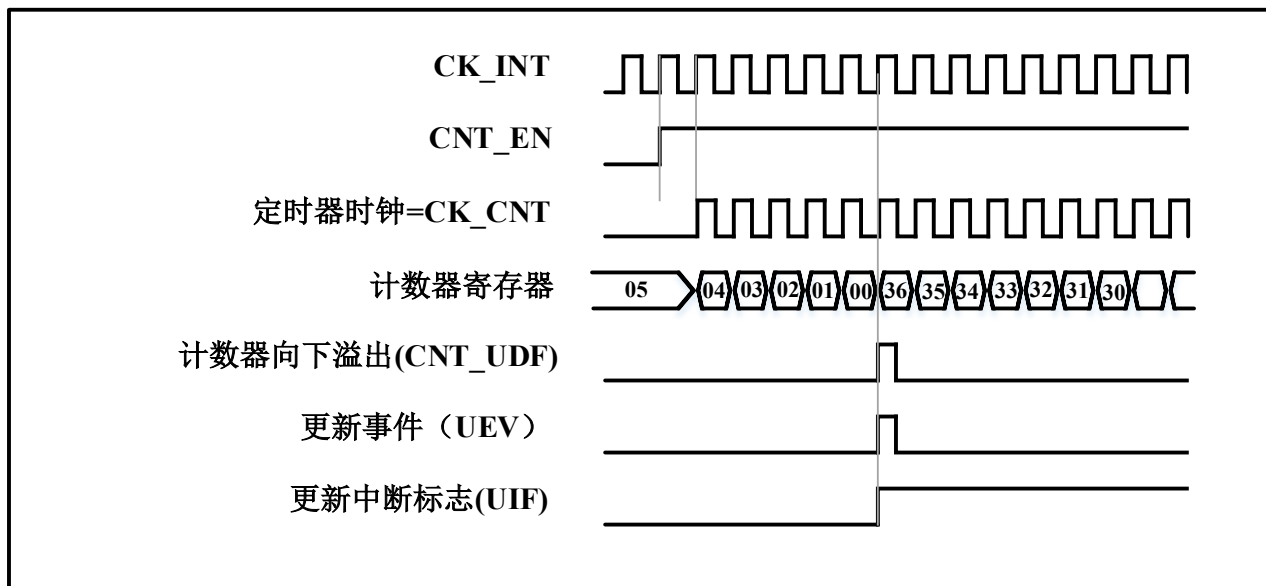 CK_INT
CNT_EN
定时器时钟=CK_CNT
计数器寄存器 05 04 03 02 01 00 36 35 34 33 32 31 30
计数器向下溢出(CNT_UDF)
更新事件（UEV）
更新中断标志(UIF)